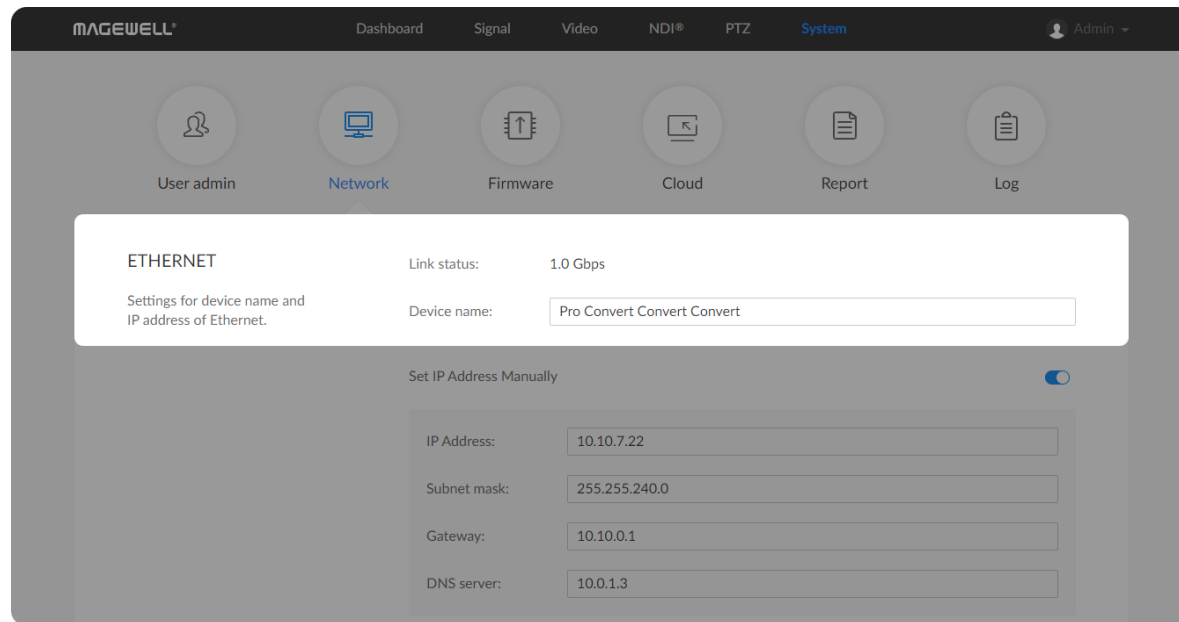 MAGEWELL®
Dashboard Signal Video NDI® PTZ System Admin
User admin Network Firmware Cloud Report Log
ETHERNET
Settings for device name and
IP address of Ethernet.
Link status: 1.0 Gbps
Device name: Pro Convert Convert Convert
Set IP Address Manually
IP Address: 10.10.7.22
Subnet mask: 255.255.240.0
Gateway: 10.10.0.1
DNS server: 10.0.1.3